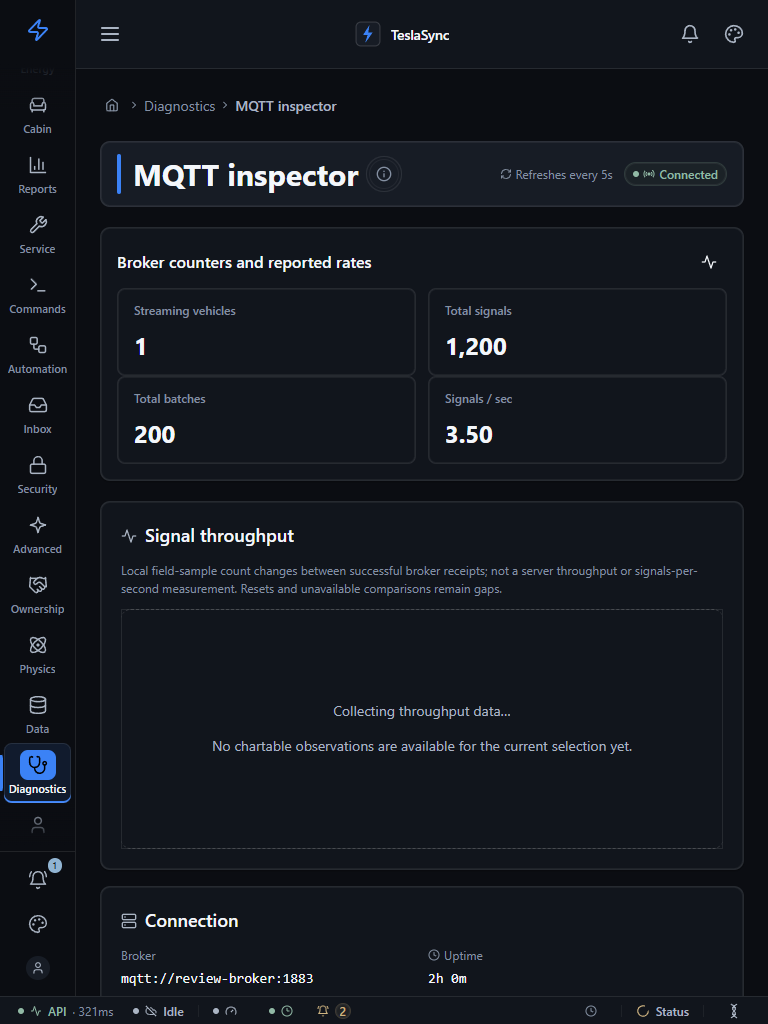 TeslaSync
Energy
Cabin
Reports
Service
Commands
Automation
Inbox
Security
Advanced
Ownership
Physics
Data
Diagnostics
1
Diagnostics
MQTT inspector
MQTT inspector
Refreshes every 5s
Connected
Broker counters and reported rates
Streaming vehicles
1
Total signals
1,200
Total batches
200
Signals / sec
3.50
Signal throughput
Local field-sample count changes between successful broker receipts; not a server throughput or signals-per-
second measurement. Resets and unavailable comparisons remain gaps.
Collecting throughput data...
No chartable observations are available for the current selection yet.
Connection
Broker
mqtt://review-broker:1883
Uptime
2h 0m
API · 321ms
Idle
2
Status